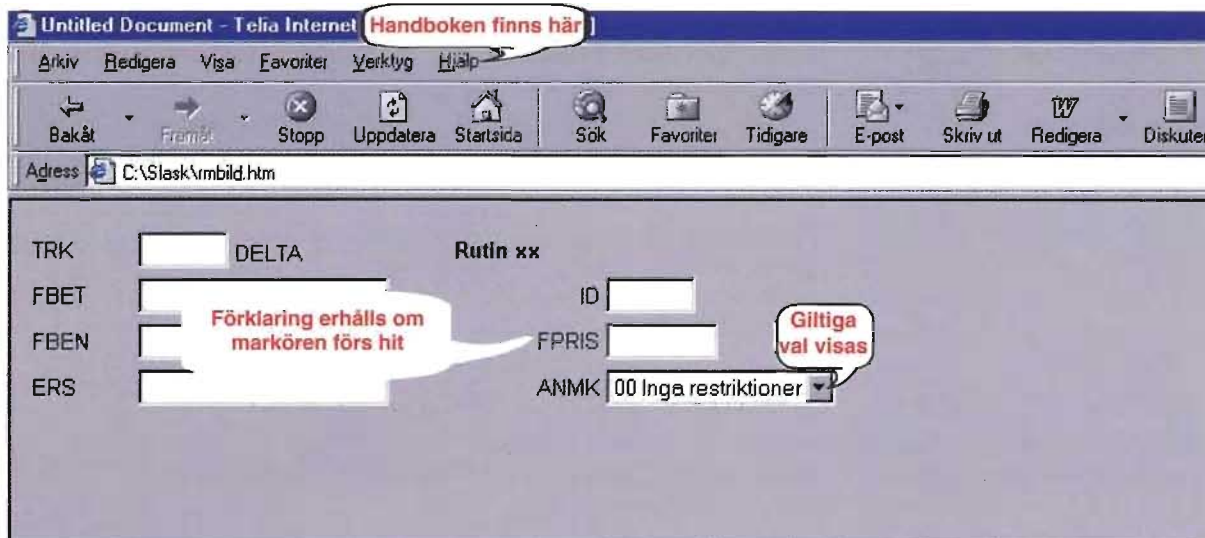 Untitled Document - Telia Internet
Handboken finns här
]
Arkiv Redigera Visa Favoriter Verktyg Hjälp
Bakåt Framåt Stopp Uppdatera Startsida Sök Favoriter Tidigare E-post Skriv ut Redigera Diskuter
Adress C:\Slask\rmbild.htm
TRK DELTA Rutin xx
FBET ID
Förklaring erhålls om
markören förs hit
Giltiga
val visas
FBEN FPRIS
ERS ANMK 00 Inga restriktioner